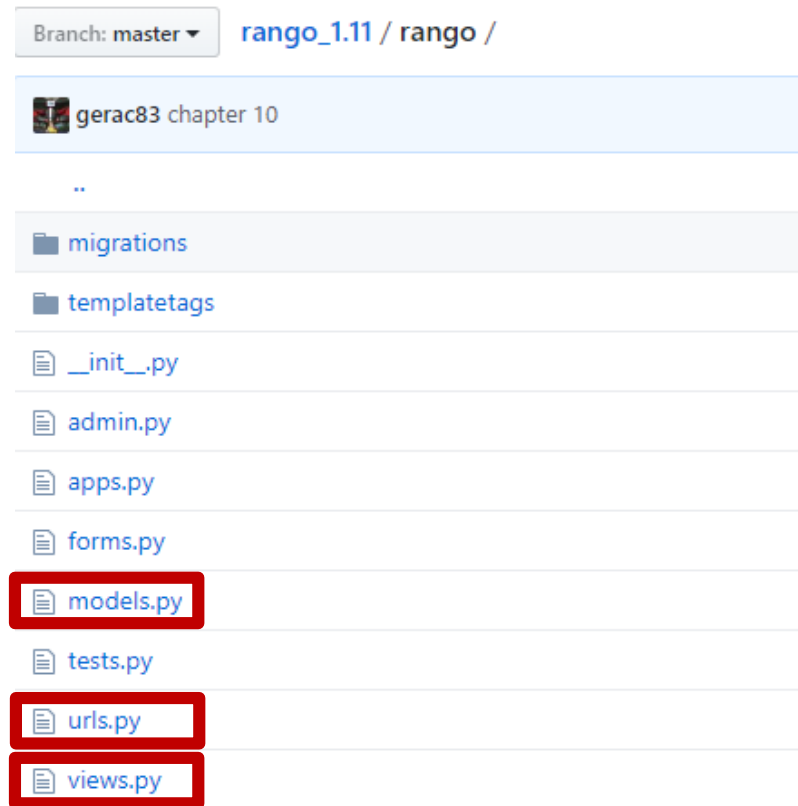 Branch: master rango_1.11 / rango /
gerac83 chapter 10
..
migrations
templatetags
__init__.py
admin.py
apps.py
forms.py
models.py
tests.py
urls.py
views.py